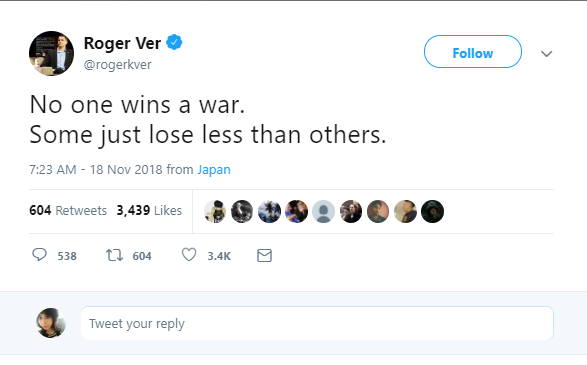 Roger Ver
@rogerkver
Follow
No one wins a war.
Some just lose less than others.
7:23 AM - 18 Nov 2018 from Japan
604 Retweets 3,439 Likes
538 604 3.4K
Tweet your reply